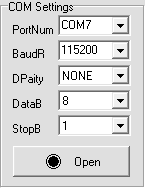 COM Settings
PortNum COM7
BaudR 115200
DPaity NONE
DataB 8
StopB 1
Open